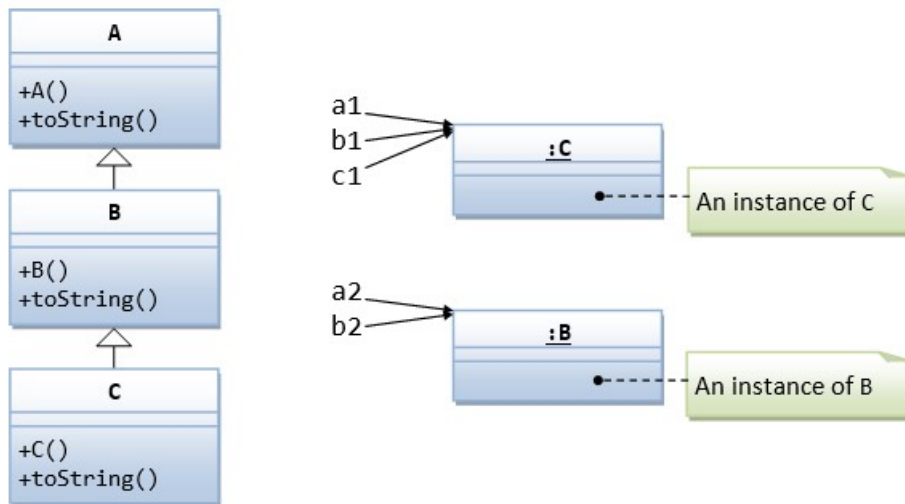 A
+A()
+toString()
B
+B()
+toString()
C
+C()
+toString()
a1
b1
c1
:C
An instance of C
a2
b2
:B
An instance of B